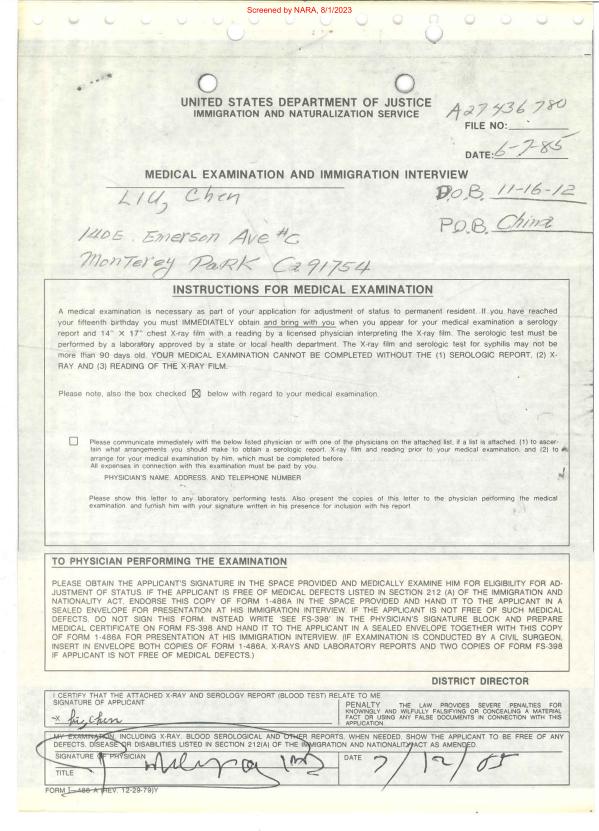 Screened by NARA, 8/1/2023
UNITED STATES DEPARTMENT OF JUSTICE
IMMIGRATION AND NATURALIZATION SERVICE
A27 436 780
FILE NO:
DATE: 6-7-85
MEDICAL EXAMINATION AND IMMIGRATION INTERVIEW
LIU, Chen
D.O.B. 11-16-12
P.O.B. China
140 E. Emerson Ave #C
Monterey Park Ca 91754
INSTRUCTIONS FOR MEDICAL EXAMINATION
A medical examination is necessary as part of your application for adjustment of status to permanent resident. If you have reached
your fifteenth birthday you must IMMEDIATELY obtain and bring with you when you appear for your medical examination a serology
report and 14" X 17" chest X-ray film with a reading by a licensed physician interpreting the X-ray film. The serologic test must be
performed by a laboratory approved by a state or local health department. The X-ray film and serologic test for syphilis may not be
more than 90 days old. YOUR MEDICAL EXAMINATION CANNOT BE COMPLETED WITHOUT THE (1) SEROLOGIC REPORT, (2) X-
RAY AND (3) READING OF THE X-RAY FILM.
Please note, also the box checked ☒ below with regard to your medical examination.
☐ Please communicate immediately with the below listed physician or with one of the physicians on the attached list, if a list is attached, (1) to ascer-
tain what arrangements you should make to obtain a serologic report, X-ray film and reading prior to your medical examination, and (2) to
arrange for your medical examination by him, which must be completed before
All expenses in connection with this examination must be paid by you.
PHYSICIAN'S NAME, ADDRESS, AND TELEPHONE NUMBER
Please show this letter to any laboratory performing tests. Also present the copies of this letter to the physician performing the medical
examination, and furnish him with your signature written in his presence for inclusion with his report.
TO PHYSICIAN PERFORMING THE EXAMINATION
PLEASE OBTAIN THE APPLICANT'S SIGNATURE IN THE SPACE PROVIDED AND MEDICALLY EXAMINE HIM FOR ELIGIBILITY FOR AD-
JUSTMENT OF STATUS. IF THE APPLICANT IS FREE OF MEDICAL DEFECTS LISTED IN SECTION 212 (A) OF THE IMMIGRATION AND
NATIONALITY ACT, ENDORSE THIS COPY OF FORM 1-486A IN THE SPACE PROVIDED AND HAND IT TO THE APPLICANT IN A
SEALED ENVELOPE FOR PRESENTATION AT HIS IMMIGRATION INTERVIEW. IF THE APPLICANT IS NOT FREE OF SUCH MEDICAL
DEFECTS, DO NOT SIGN THIS FORM. INSTEAD WRITE 'SEE FS-398' IN THE PHYSICIAN'S SIGNATURE BLOCK AND PREPARE
MEDICAL CERTIFICATE ON FORM FS-398 AND HAND IT TO THE APPLICANT IN A SEALED ENVELOPE TOGETHER WITH THIS COPY
OF FORM 1-486A FOR PRESENTATION AT HIS IMMIGRATION INTERVIEW. (IF EXAMINATION IS CONDUCTED BY A CIVIL SURGEON,
INSERT IN ENVELOPE BOTH COPIES OF FORM 1-486A, X-RAYS AND LABORATORY REPORTS AND TWO COPIES OF FORM FS-398
IF APPLICANT IS NOT FREE OF MEDICAL DEFECTS.)
DISTRICT DIRECTOR
I CERTIFY THAT THE ATTACHED X-RAY AND SEROLOGY REPORT (BLOOD TEST) RELATE TO ME
SIGNATURE OF APPLICANT
x Liu, Chen
PENALTY THE LAW PROVIDES SEVERE PENALTIES FOR
KNOWINGLY AND WILFULLY FALSIFYING OR CONCEALING A MATERIAL
FACT OR USING ANY FALSE DOCUMENTS IN CONNECTION WITH THIS
APPLICATION.
MY EXAMINATION, INCLUDING X-RAY, BLOOD SEROLOGICAL AND OTHER REPORTS, WHEN NEEDED, SHOW THE APPLICANT TO BE FREE OF ANY
DEFECTS, DISEASE OR DISABILITIES LISTED IN SECTION 212(A) OF THE IMMIGRATION AND NATIONALITY ACT AS AMENDED.
SIGNATURE OF PHYSICIAN
TITLE
DATE 7/12/85
FORM I-486 A (REV. 12-29-79)Y